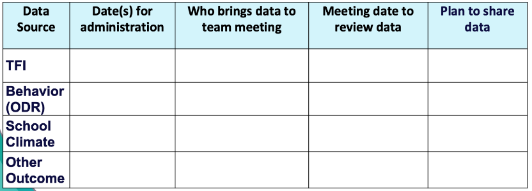 Data Date(s) for Who brings data to Meeting date to Plan to share
Source administration team meeting review data data
TFI
Behavior
(ODR)
School
Climate
Other
Outcome